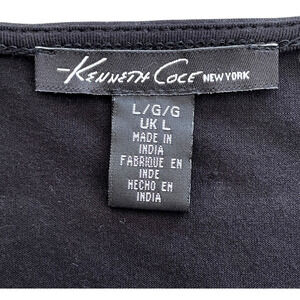 KENNETH COLE NEW YORK
L/G/G
UK L
MADE IN
INDIA
FABRIQUE EN
INDE
HECHO EN
INDIA